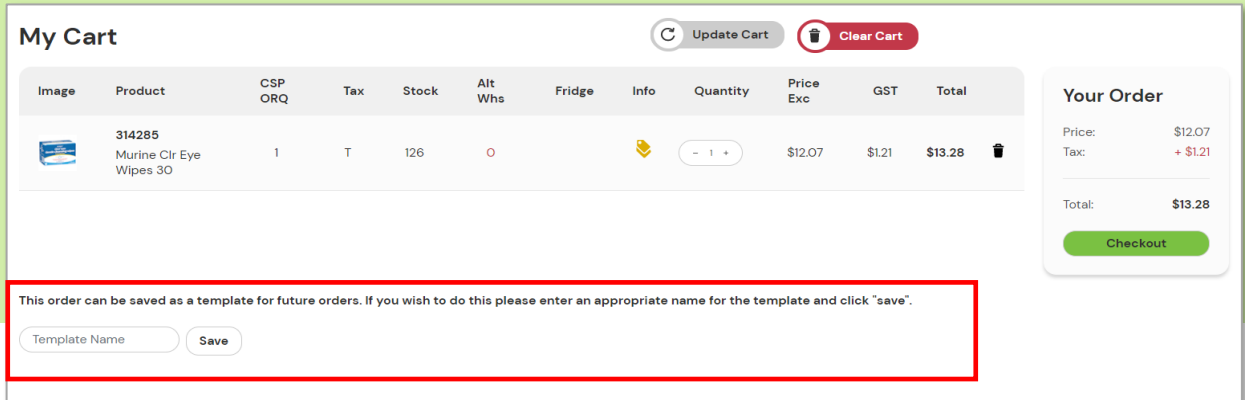 My Cart
Update Cart
Clear Cart
Image Product CSP ORQ Tax Stock Alt Whs Fridge Info Quantity Price Exc GST Total
314285
Murine Clr Eye Wipes 30
1 T 126 0 - 1 + $12.07 $1.21 $13.28
Your Order
Price: $12.07
Tax: + $1.21
Total: $13.28
Checkout
This order can be saved as a template for future orders. If you wish to do this please enter an appropriate name for the template and click "save".
Template Name
Save